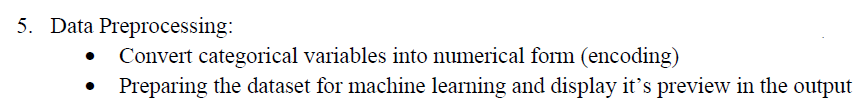 5. Data Preprocessing:
• Convert categorical variables into numerical form (encoding)
• Preparing the dataset for machine learning and display it's preview in the output